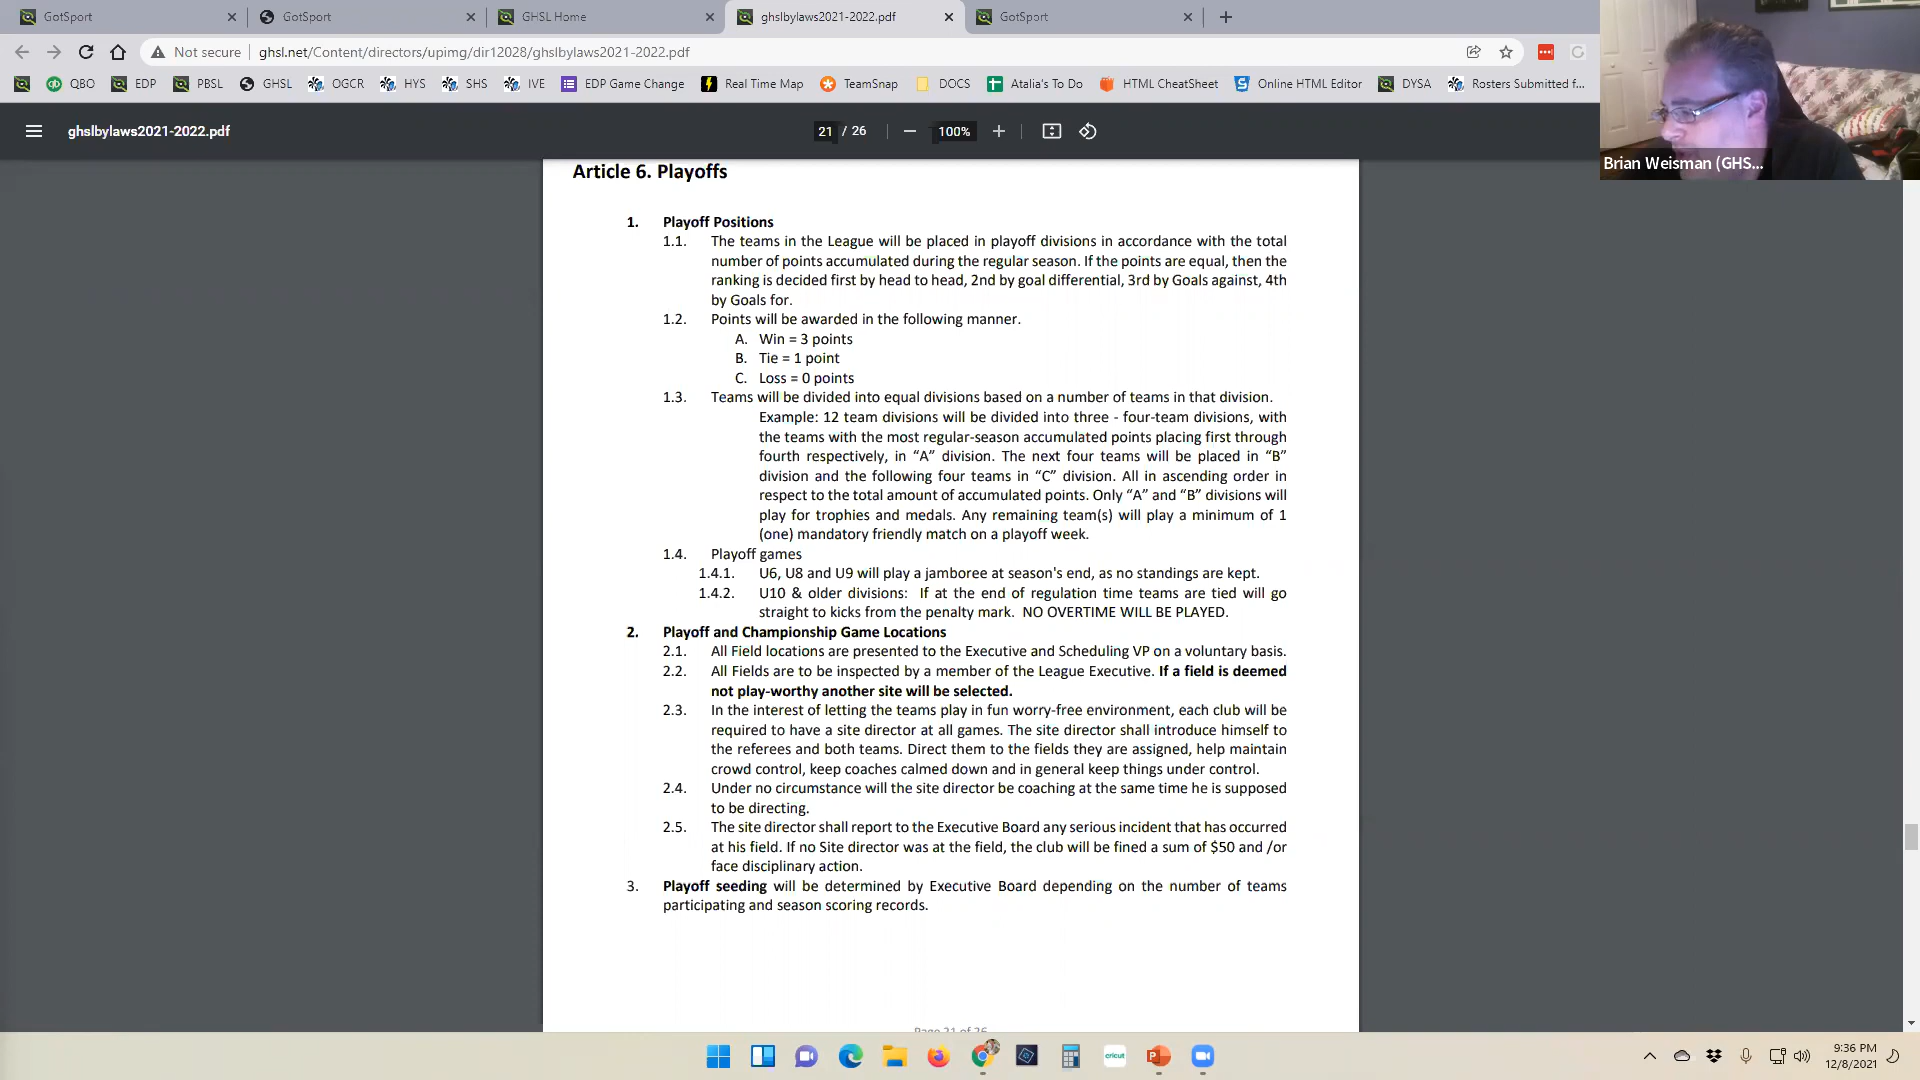 GotSport
GotSport
GHSL Home
ghslbylaws2021-2022.pdf
GotSport
Not secure
ghsl.net/Content/directors/upimg/dir12028/ghslbylaws2021-2022.pdf
QBO
EDP
PBSL
GHSL
OGCR
HYS
SHS
IVE
EDP Game Change
Real Time Map
TeamSnap
DOCS
Atalia's To Do
HTML CheatSheet
Online HTML Editor
DYSA
Rosters Submitted f...
Brian Weisman (GHS...
ghslbylaws2021-2022.pdf
21 / 26
100%
Article 6. Playoffs
1. Playoff Positions
1.1. The teams in the League will be placed in playoff divisions in accordance with the total
number of points accumulated during the regular season. If the points are equal, then the
ranking is decided first by head to head, 2nd by goal differential, 3rd by Goals against, 4th
by Goals for.
1.2. Points will be awarded in the following manner.
A. Win = 3 points
B. Tie = 1 point
C. Loss = 0 points
1.3. Teams will be divided into equal divisions based on a number of teams in that division.
Example: 12 team divisions will be divided into three - four-team divisions, with
the teams with the most regular-season accumulated points placing first through
fourth respectively, in “A” division. The next four teams will be placed in “B”
division and the following four teams in “C” division. All in ascending order in
respect to the total amount of accumulated points. Only “A” and “B” divisions will
play for trophies and medals. Any remaining team(s) will play a minimum of 1
(one) mandatory friendly match on a playoff week.
1.4. Playoff games
1.4.1. U6, U8 and U9 will play a jamboree at season's end, as no standings are kept.
1.4.2. U10 & older divisions: If at the end of regulation time teams are tied will go
straight to kicks from the penalty mark. NO OVERTIME WILL BE PLAYED.
2. Playoff and Championship Game Locations
2.1. All Field locations are presented to the Executive and Scheduling VP on a voluntary basis.
2.2. All Fields are to be inspected by a member of the League Executive. If a field is deemed
not play-worthy another site will be selected.
2.3. In the interest of letting the teams play in fun worry-free environment, each club will be
required to have a site director at all games. The site director shall introduce himself to
the referees and both teams. Direct them to the fields they are assigned, help maintain
crowd control, keep coaches calmed down and in general keep things under control.
2.4. Under no circumstance will the site director be coaching at the same time he is supposed
to be directing.
2.5. The site director shall report to the Executive Board any serious incident that has occurred
at his field. If no Site director was at the field, the club will be fined a sum of $50 and /or
face disciplinary action.
3. Playoff seeding will be determined by Executive Board depending on the number of teams
participating and season scoring records.
Page 21 of 26
cricut
9:36 PM
12/8/2021